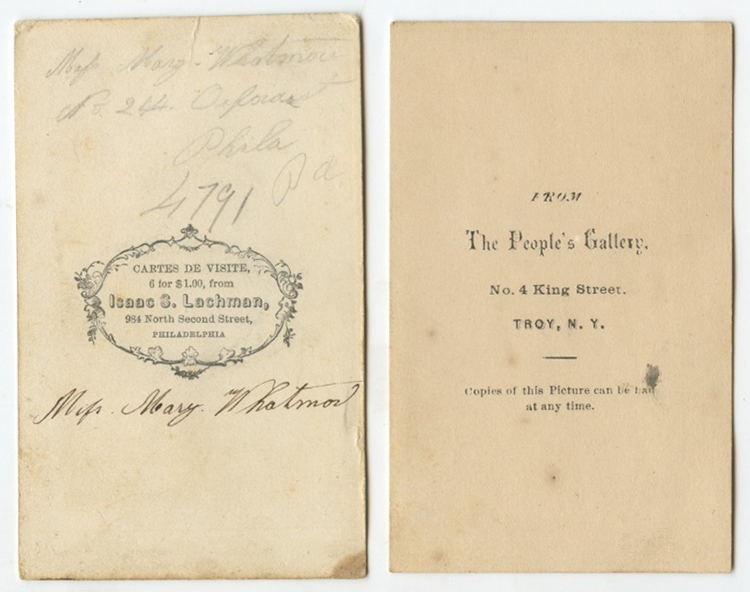 Miss Mary Whatmore
No 24. Oxford St
Phila
Pa
4791
CARTES DE VISITE,
6 for $1.00, from
Isaac S. Lachman,
984 North Second Street,
PHILADELPHIA
Miss. Mary. Whatmor
FROM
The People's Gallery,
No. 4 King Street.
TROY, N. Y.
Copies of this Picture can be had
at any time.